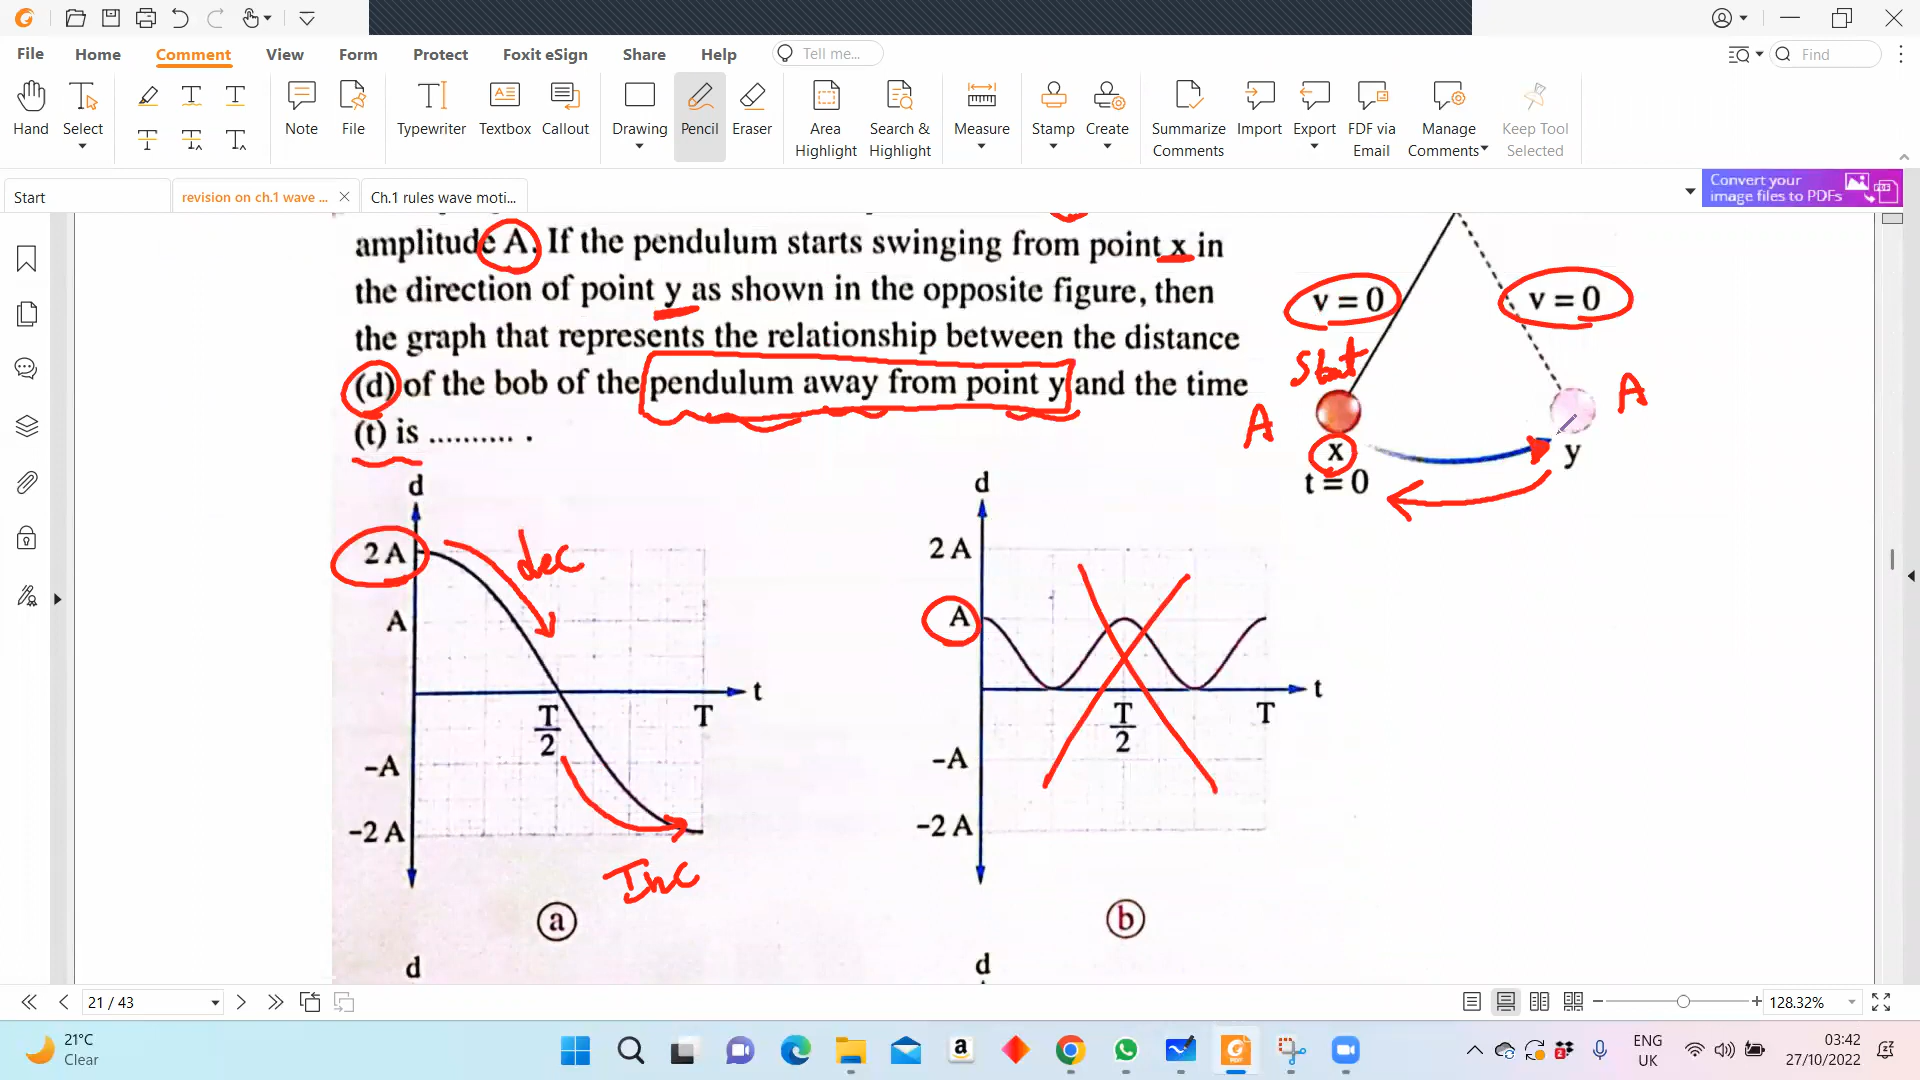 File
Home
Comment
View
Form
Protect
Foxit eSign
Share
Help
Tell me...
Find
Hand
Select
Note
File
Typewriter
Textbox
Callout
Drawing
Pencil
Eraser
Area Highlight
Search & Highlight
Measure
Stamp
Create
Summarize Comments
Import
Export
FDF via Email
Manage Comments
Keep Tool Selected
Start
revision on ch.1 wave ...
Ch.1 rules wave moti...
Convert your
image files to PDFs
amplitude A. If the pendulum starts swinging from point x in
the direction of point y as shown in the opposite figure, then
the graph that represents the relationship between the distance
(d) of the bob of the pendulum away from point y and the time
(t) is .......... .
v = 0
v = 0
Start
A
A
x
y
t = 0
d
2 A
A
-A
-2 A
T/2
T
t
dec
Inc
a
d
2 A
A
-A
-2 A
T/2
T
t
b
d
d
21 / 43
128.32%
21°C
Clear
ENG
UK
03:42
27/10/2022